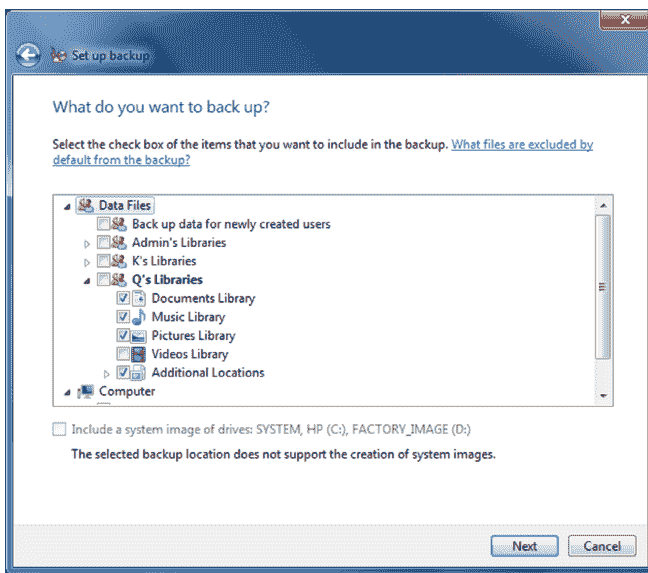 Set up backup
What do you want to back up?
Select the check box of the items that you want to include in the backup. What files are excluded by
default from the backup?
Data Files
Back up data for newly created users
Admin's Libraries
K's Libraries
Q's Libraries
Documents Library
Music Library
Pictures Library
Videos Library
Additional Locations
Computer
Include a system image of drives: SYSTEM, HP (C:), FACTORY_IMAGE (D:)
The selected backup location does not support the creation of system images.
Next Cancel